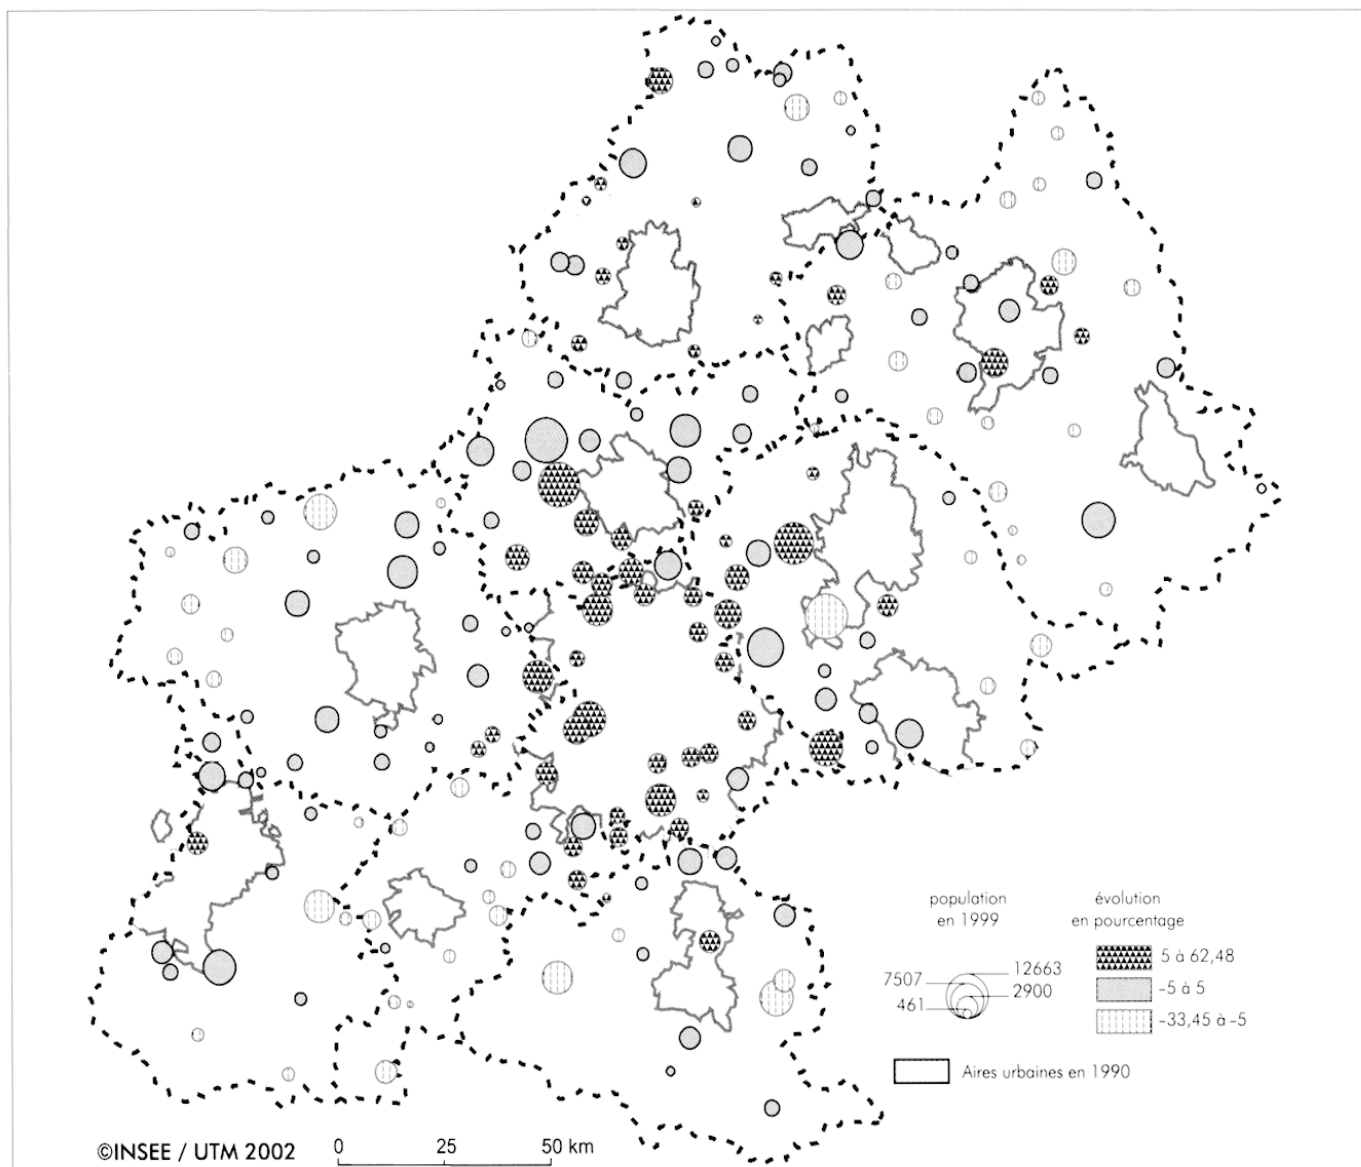 population
en 1999
évolution
en pourcentage
7507
12663
2900
461
5 à 62,48
-5 à 5
-33,45 à -5
Aires urbaines en 1990
©INSEE / UTM 2002
0 25 50 km